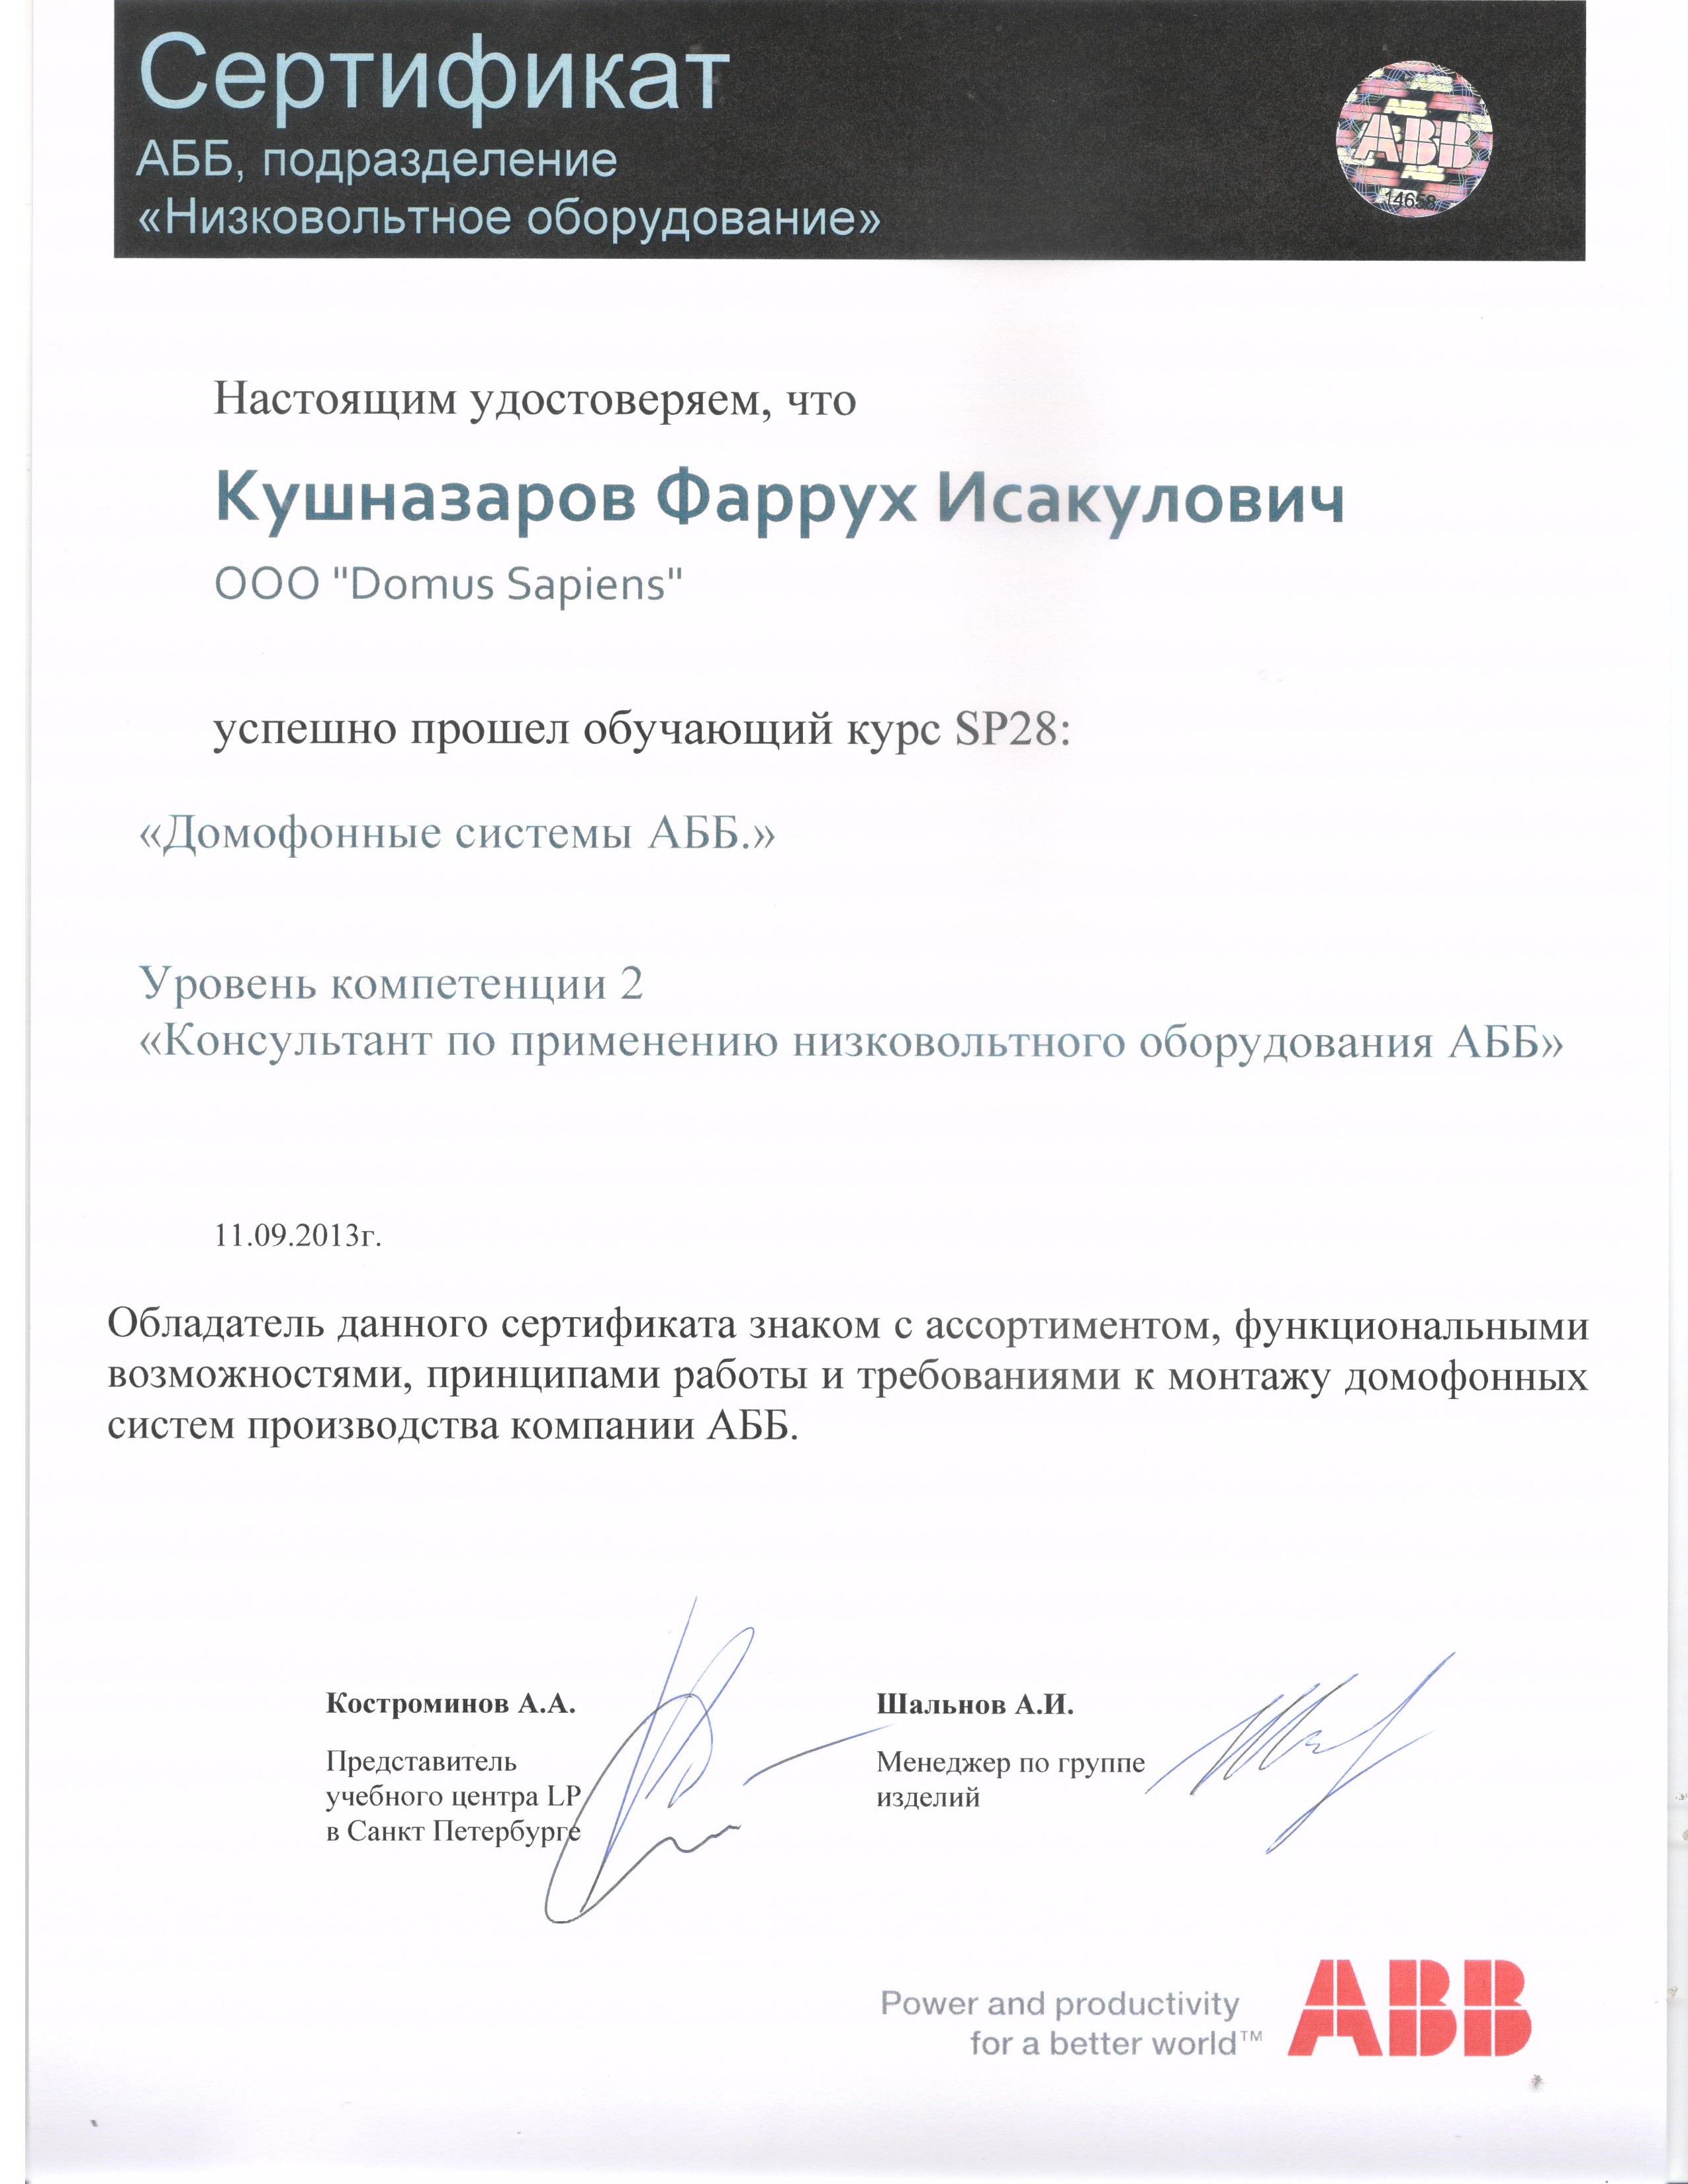 Сертификат
АББ, подразделение
«Низковольтное оборудование»
ABB
14658
Настоящим удостоверяем, что
Кушназаров Фаррух Исакулович
ООО "Domus Sapiens"
успешно прошел обучающий курс SP28:
«Домофонные системы АББ.»
Уровень компетенции 2
«Консультант по применению низковольтного оборудования АББ»
11.09.2013г.
Обладатель данного сертификата знаком с ассортиментом, функциональными
возможностями, принципами работы и требованиями к монтажу домофонных
систем производства компании АББ.
Костроминов А.А.
Представитель
учебного центра LP
в Санкт Петербурге
Шальнов А.И.
Менеджер по группе
изделий
Power and productivity
for a better world™
ABB